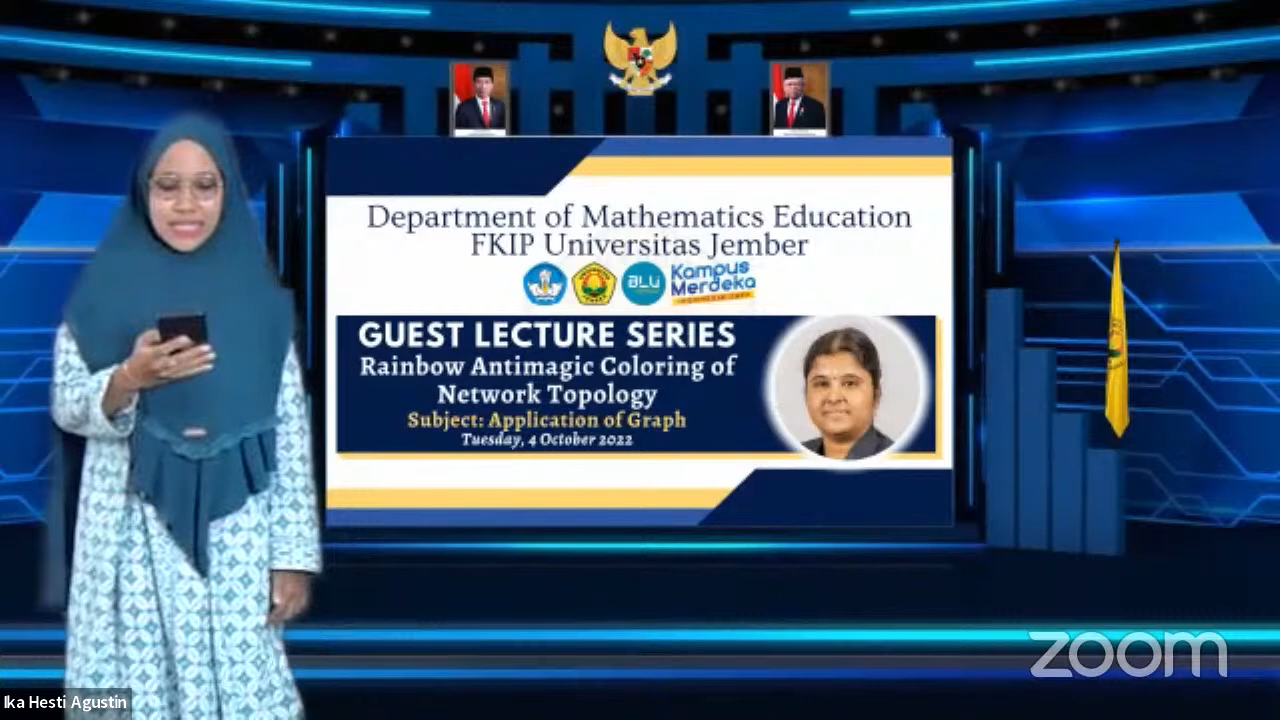 Department of Mathematics Education
FKIP Universitas Jember
BLU
Kampus
Merdeka
GUEST LECTURE SERIES
Rainbow Antimagic Coloring of
Network Topology
Subject: Application of Graph
Tuesday, 4 October 2022
zoom
Ika Hesti Agustin